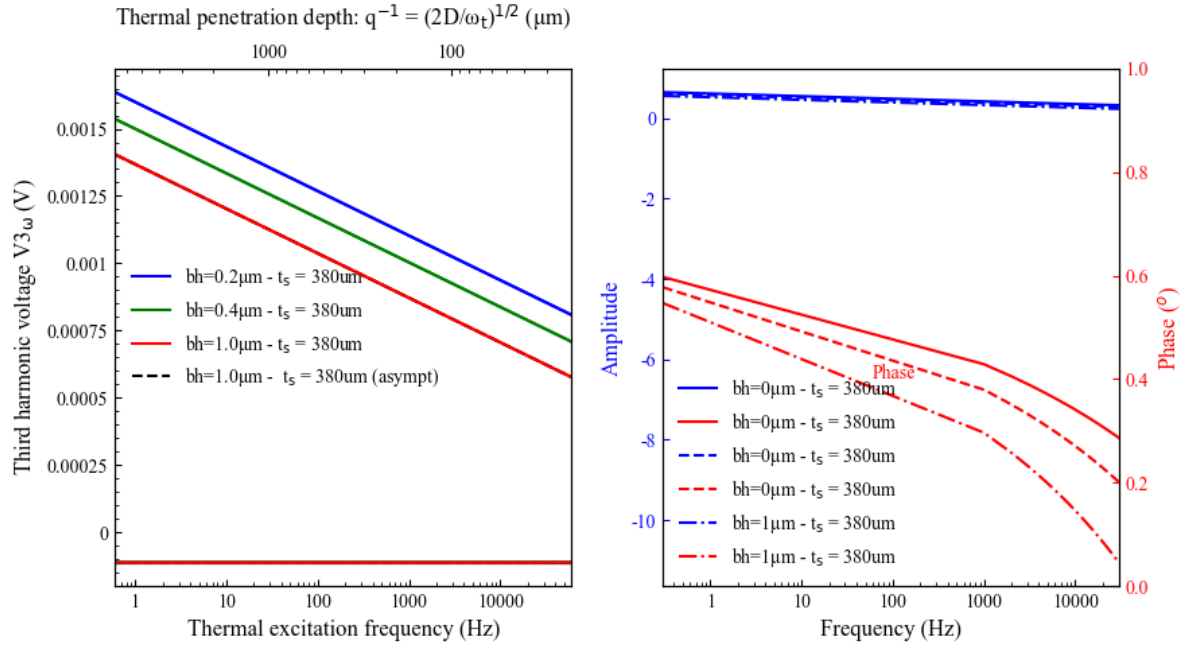 Thermal penetration depth: q⁻¹ = (2D/ωₜ)¹/² (μm)
1000 100
0.0015
0.00125
0.001
0.00075
0.0005
0.00025
0
Third harmonic voltage V3ω (V)
bh=0.2μm - tₛ = 380um
bh=0.4μm - tₛ = 380um
bh=1.0μm - tₛ = 380um
bh=1.0μm -  tₛ = 380um (asympt)
1 10 100 1000 10000
Thermal excitation frequency (Hz)
0
-2
-4
-6
-8
-10
Amplitude
Phase
bh=0μm - tₛ = 380um
bh=0μm - tₛ = 380um
bh=0μm - tₛ = 380um
bh=0μm - tₛ = 380um
bh=1μm - tₛ = 380um
bh=1μm - tₛ = 380um
1.0
0.8
0.6
0.4
0.2
0.0
Phase (°)
1 10 100 1000 10000
Frequency (Hz)